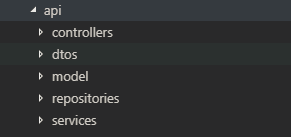 api
controllers
dtos
model
repositories
services